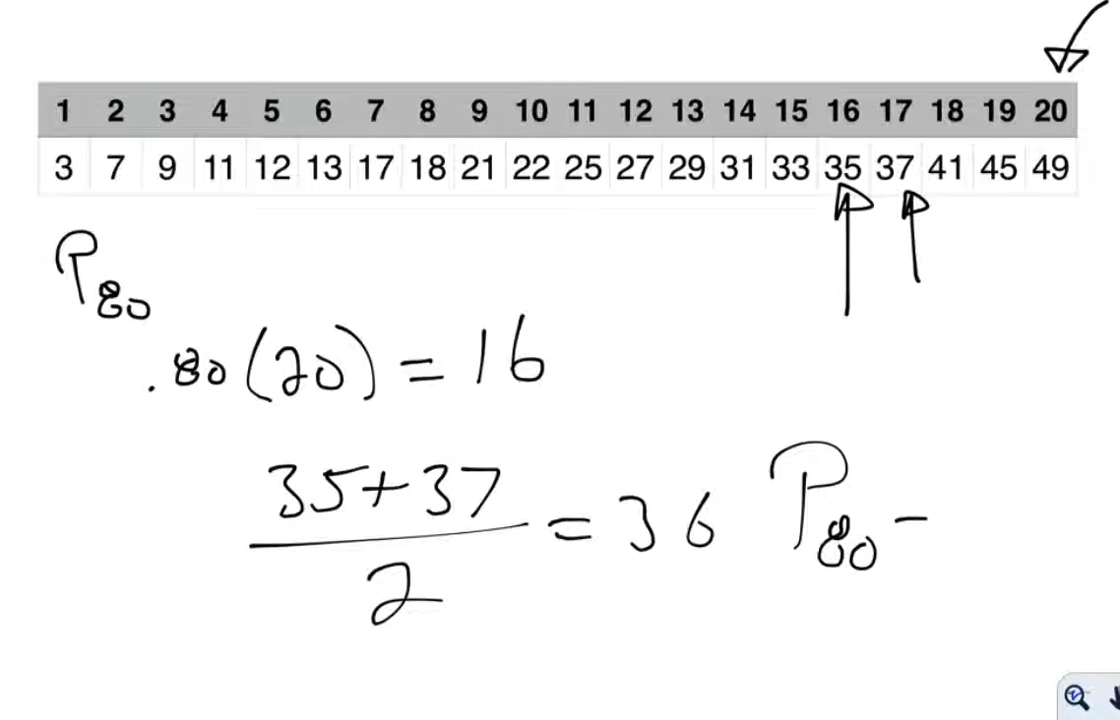 1 2 3 4 5 6 7 8 9 10 11 12 13 14 15 16 17 18 19 20
3 7 9 11 12 13 17 18 21 22 25 27 29 31 33 35 37 41 45 49
P80
.80(20) = 16
35+37
2
= 36
P80 -